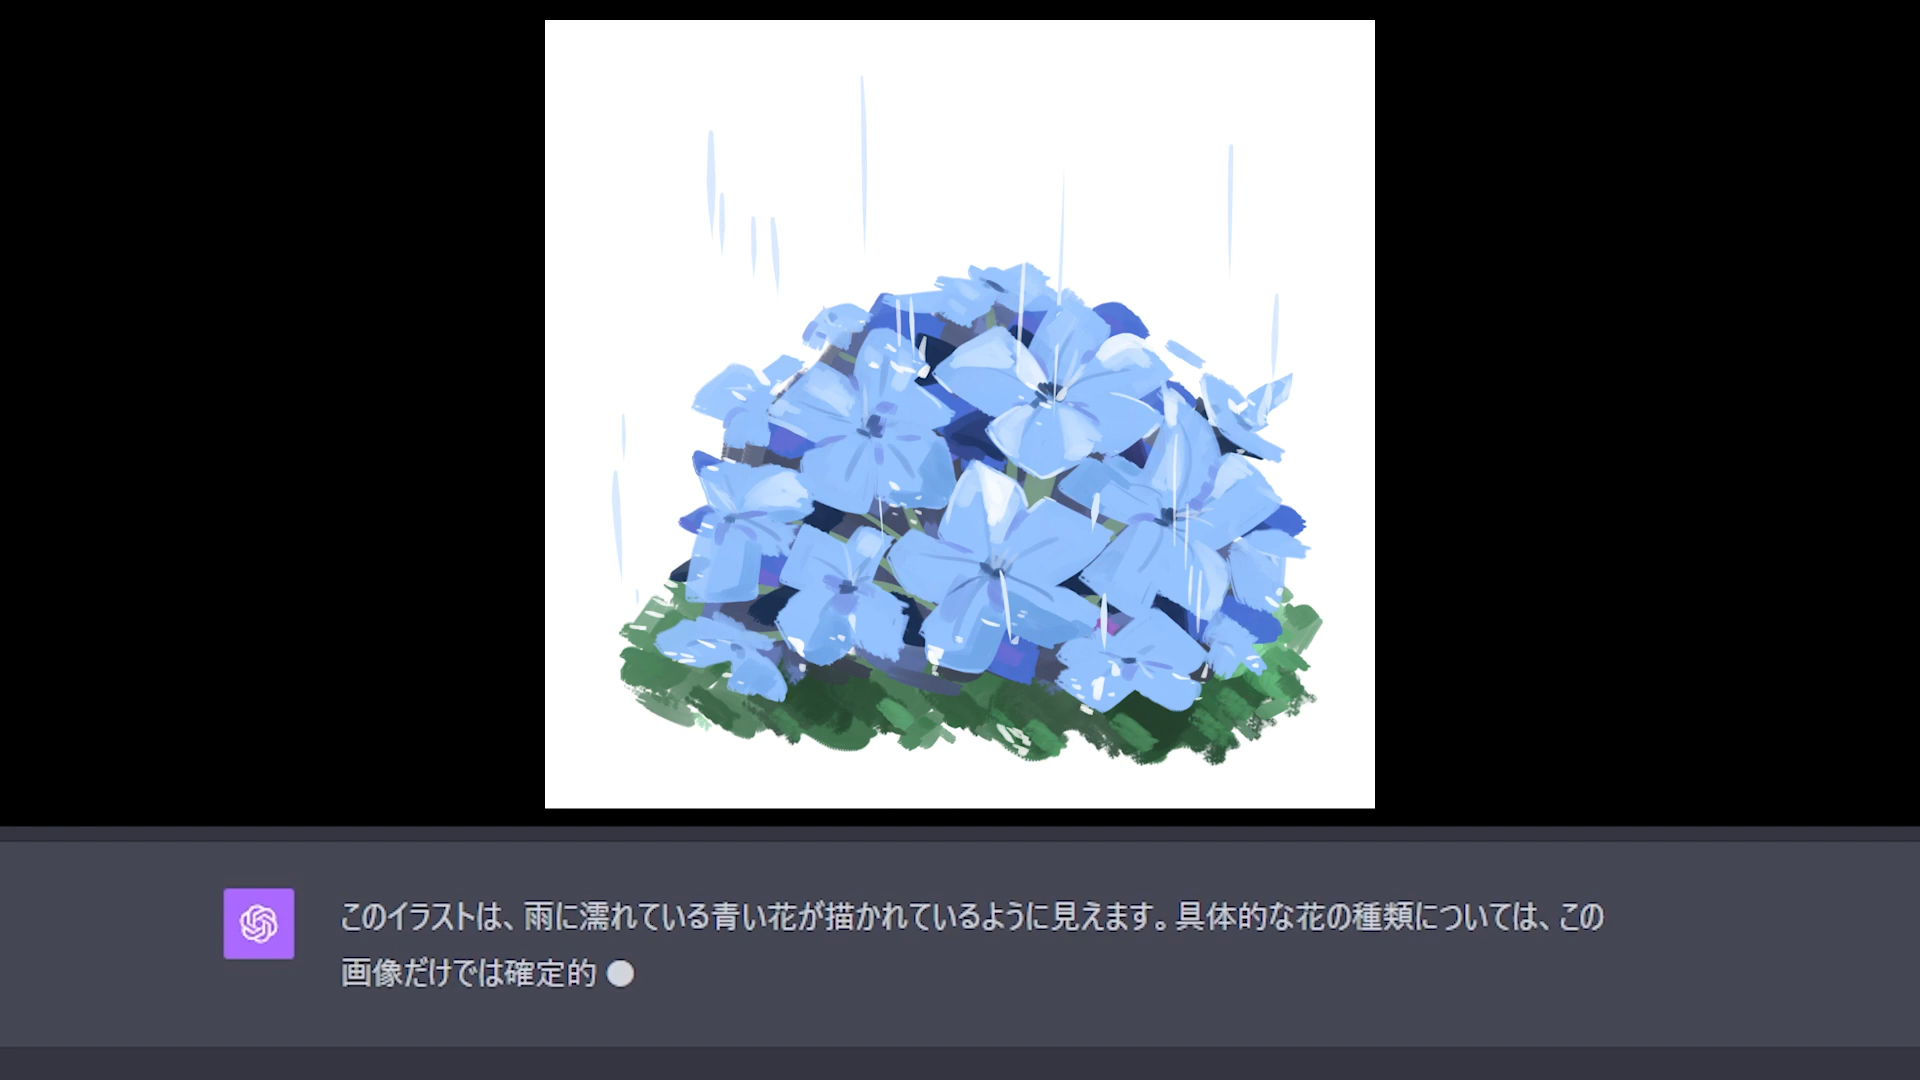 このイラストは、雨に濡れている青い花が描かれているように見えます。具体的な花の種類については、この
画像だけでは確定的